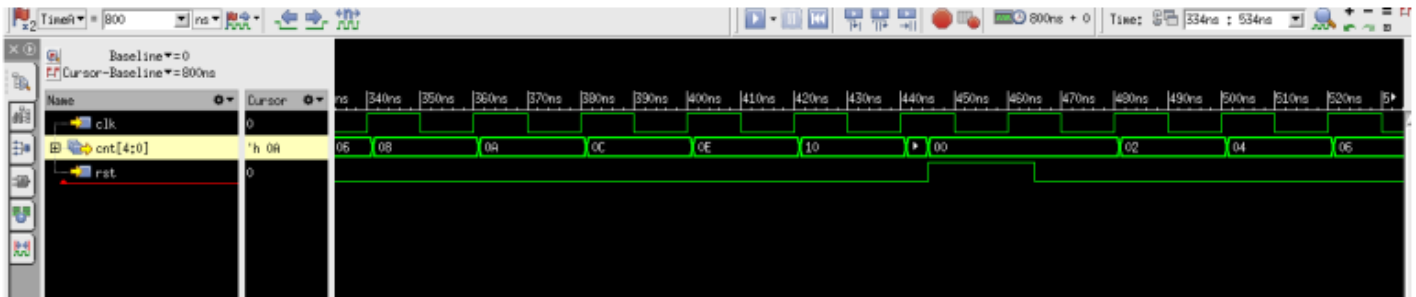 x2 TimeA = 800 ns 800ns + 0 Time: 334ns : 534ns
Baseline=0
Cursor-Baseline=800ns
Name Cursor ns 340ns 350ns 360ns 370ns 380ns 390ns 400ns 410ns 420ns 430ns 440ns 450ns 460ns 470ns 480ns 490ns 500ns 510ns 520ns 5
clk 0
cnt[4:0] 'h 0A 06 08 0A 0C 0E 10 00 02 04 06
rst 0